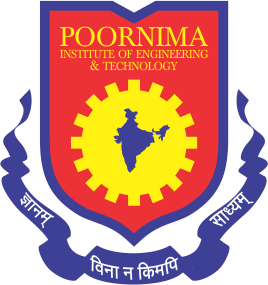 POORNIMA
INSTITUTE OF ENGINEERING
& TECHNOLOGY
ज्ञानम्
विना न किमपि
साध्यम्